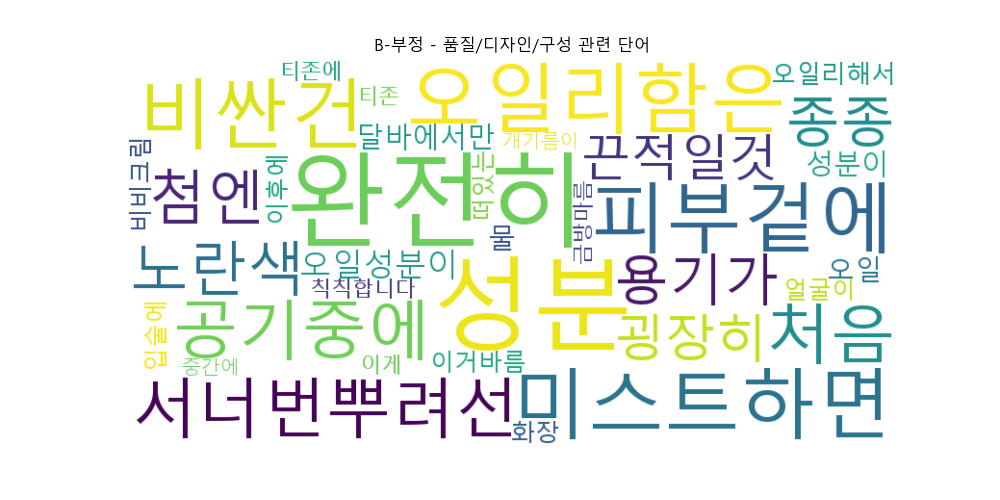 B-부정 - 품질/디자인/구성 관련 단어
티존에
비싼건
티존
오일리함은
오일리해서
종종
달바에서만
개기름이
끈적일것
성분이
비비크림
첨엔
이후에
완전히
떠있는
금방마름
피부겉에
물
노란색
오일성분이
칙칙합니다
성분
용기가
오일
얼굴이
입술에
공기중에
굉장히
처음
중간에
이게
이거바름
서너번뿌려선
미스트하면
화장